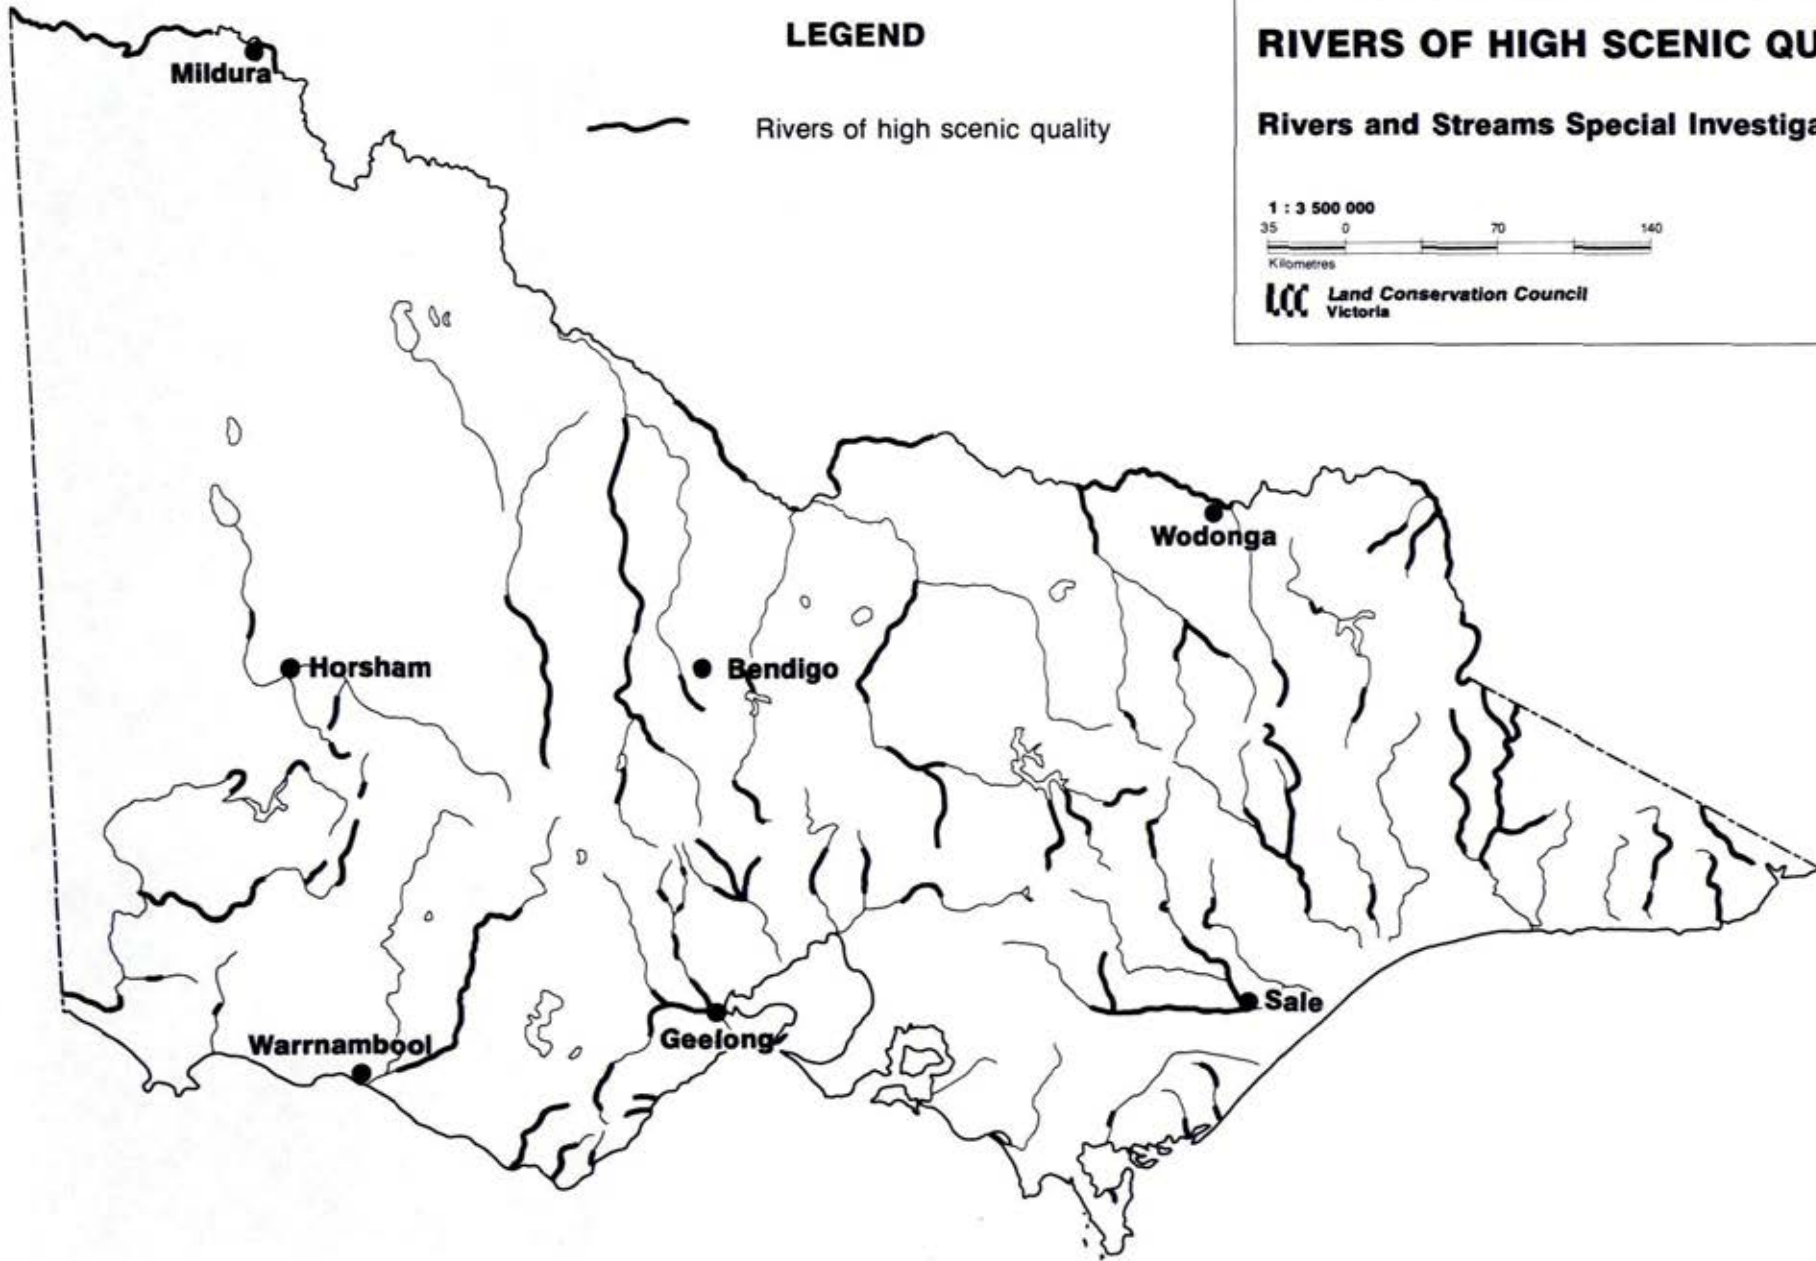 LEGEND
Rivers of high scenic quality
RIVERS OF HIGH SCENIC QU
Rivers and Streams Special Investiga
1 : 3 500 000
35 0 70 140
Kilometres
LCC Land Conservation Council
Victoria
Mildura
Wodonga
Horsham
Bendigo
Sale
Geelong
Warrnambool